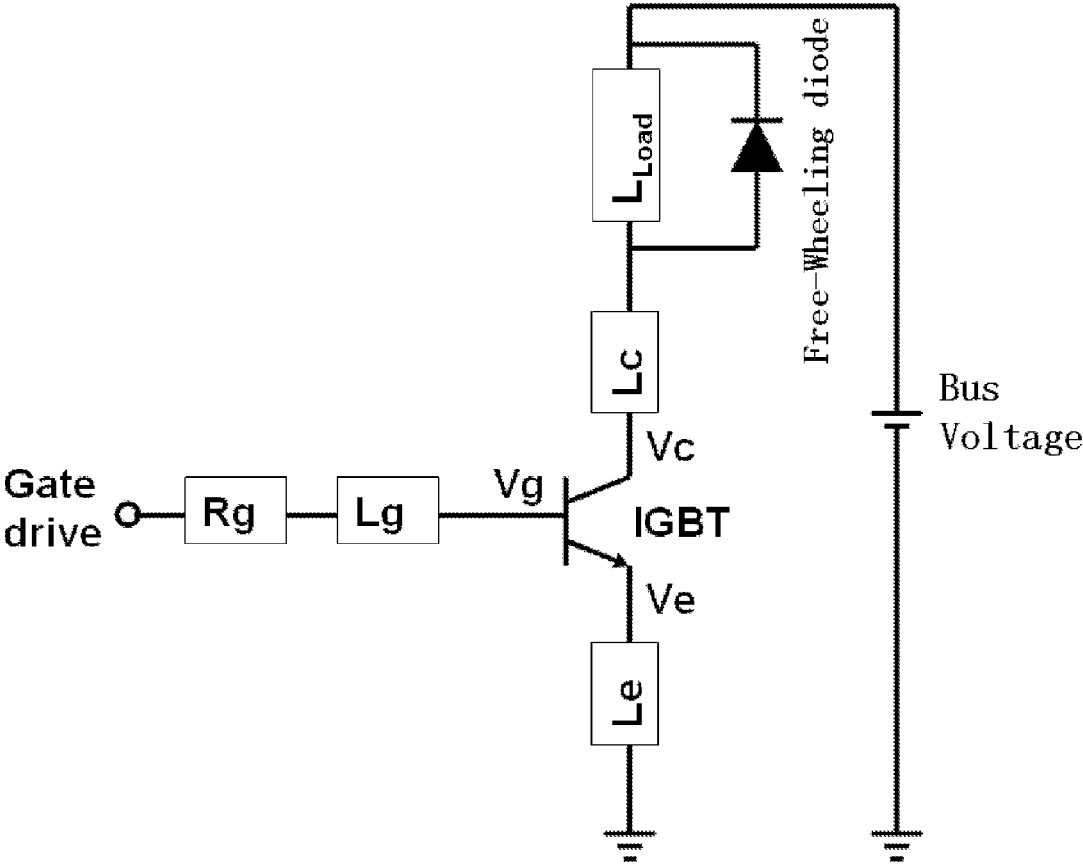 Free-Wheeling diode
LLoad
Lc
Bus
Voltage
Vc
Gate
drive
Rg
Lg
Vg
IGBT
Ve
Le